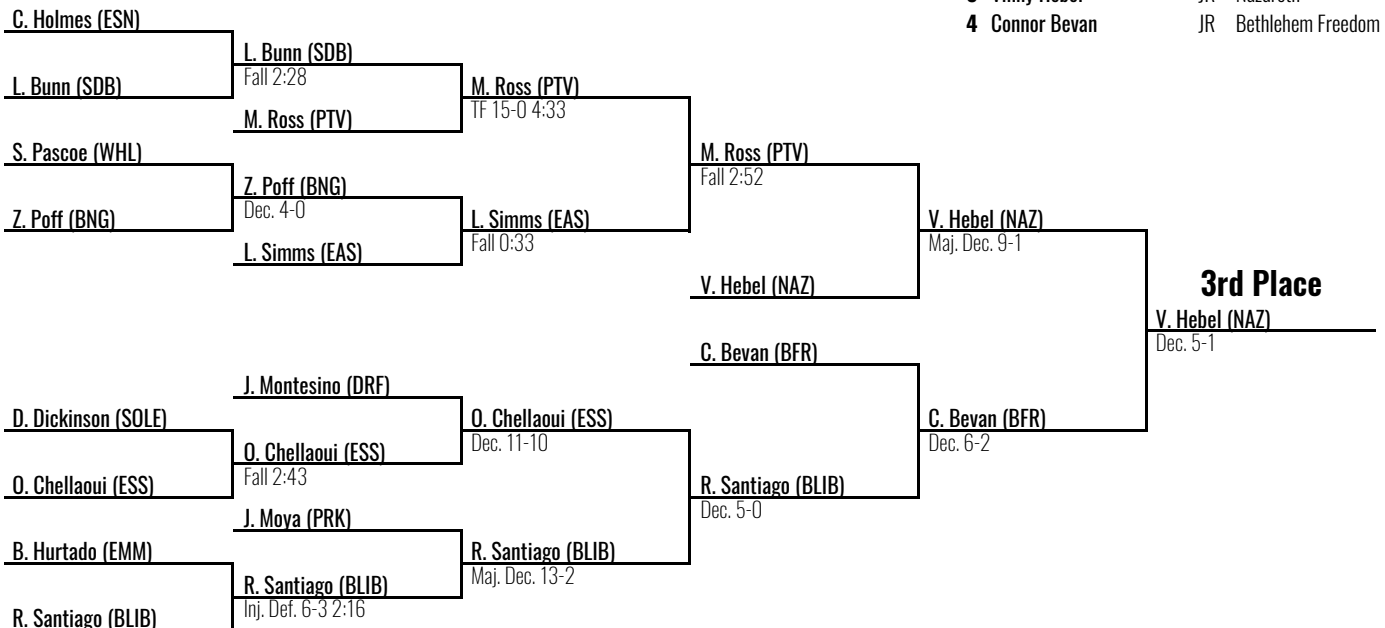 4 Connor Bevan JR Bethlehem Freedom
C. Holmes (ESN)
L. Bunn (SDB)
Fall 2:28
L. Bunn (SDB)
M. Ross (PTV)
TF 15-0 4:33
M. Ross (PTV)
S. Pascoe (WHL)
M. Ross (PTV)
Fall 2:52
Z. Poff (BNG)
Dec. 4-0
Z. Poff (BNG)
L. Simms (EAS)
Fall 0:33
V. Hebel (NAZ)
Maj. Dec. 9-1
L. Simms (EAS)
V. Hebel (NAZ)
3rd Place
V. Hebel (NAZ)
Dec. 5-1
C. Bevan (BFR)
J. Montesino (DRF)
D. Dickinson (SOLE)
O. Chellaoui (ESS)
Dec. 11-10
C. Bevan (BFR)
Dec. 6-2
O. Chellaoui (ESS)
Fall 2:43
O. Chellaoui (ESS)
R. Santiago (BLIB)
Dec. 5-0
J. Moya (PRK)
B. Hurtado (EMM)
R. Santiago (BLIB)
Maj. Dec. 13-2
R. Santiago (BLIB)
Inj. Def. 6-3 2:16
R. Santiago (BLIB)